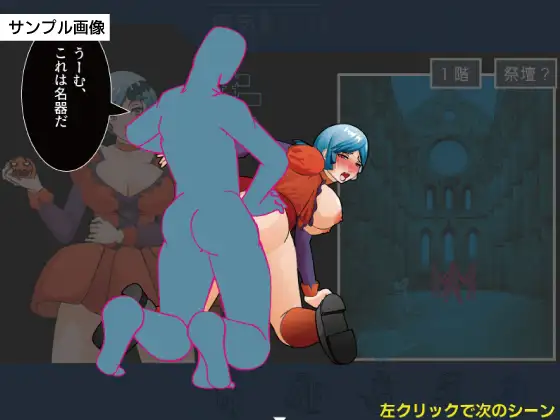 サンプル画像
うーむ、
これは名器だ
1階
祭壇？
左クリックで次のシーン